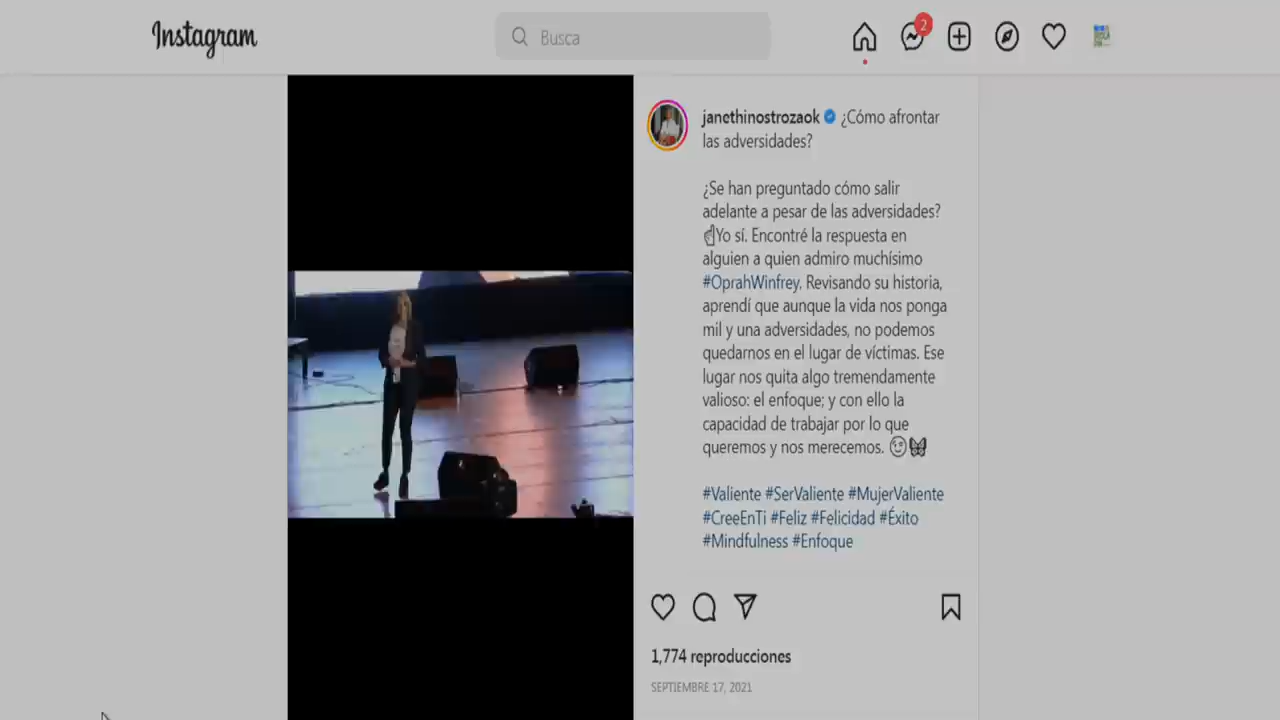 Instagram
Busca
2
janethinostrozaok ¿Cómo afrontar
las adversidades?
¿Se han preguntado cómo salir
adelante a pesar de las adversidades?
☝Yo sí. Encontré la respuesta en
alguien a quien admiro muchísimo
#OprahWinfrey. Revisando su historia,
aprendí que aunque la vida nos ponga
mil y una adversidades, no podemos
quedarnos en el lugar de víctimas. Ese
lugar nos quita algo tremendamente
valioso: el enfoque; y con ello la
capacidad de trabajar por lo que
queremos y nos merecemos. 😉🦋
#Valiente #SerValiente #MujerValiente
#CreeEnTi #Feliz #Felicidad #Éxito
#Mindfulness #Enfoque
1,774 reproducciones
SEPTIEMBRE 17, 2021